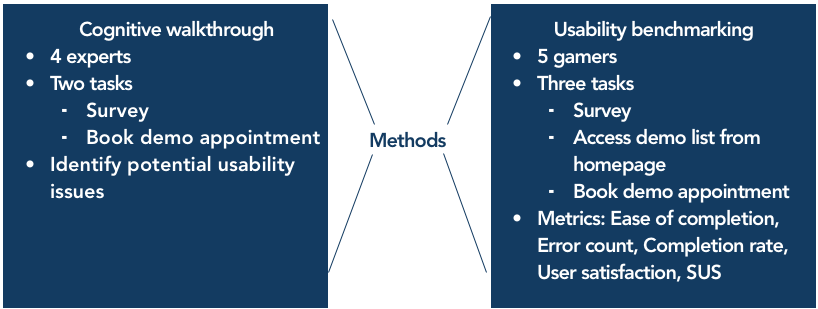 Cognitive walkthrough
• 4 experts
• Two tasks
- Survey
- Book demo appointment
• Identify potential usability
issues
Methods
Usability benchmarking
• 5 gamers
• Three tasks
- Survey
- Access demo list from
homepage
- Book demo appointment
• Metrics: Ease of completion,
Error count, Completion rate,
User satisfaction, SUS